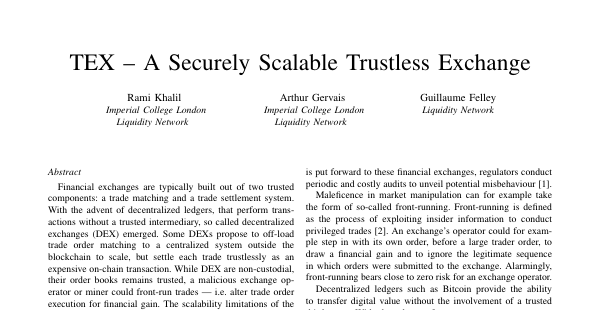 TEX – A Securely Scalable Trustless Exchange
Rami Khalil
Imperial College London
Liquidity Network
Arthur Gervais
Imperial College London
Liquidity Network
Guillaume Felley
Liquidity Network
Abstract
Financial exchanges are typically built out of two trusted
components: a trade matching and a trade settlement system.
With the advent of decentralized ledgers, that perform trans-
actions without a trusted intermediary, so called decentralized
exchanges (DEX) emerged. Some DEXs propose to off-load
trade order matching to a centralized system outside the
blockchain to scale, but settle each trade trustlessly as an
expensive on-chain transaction. While DEX are non-custodial,
their order books remains trusted, a malicious exchange op-
erator or miner could front-run trades — i.e. alter trade order
execution for financial gain. The scalability limitations of the
is put forward to these financial exchanges, regulators conduct
periodic and costly audits to unveil potential misbehaviour [1].
Maleficence in market manipulation can for example take
the form of so-called front-running. Front-running is defined
as the process of exploiting insider information to conduct
privileged trades [2]. An exchange's operator could for exam-
ple step in with its own order, before a large trader order, to
draw a financial gain and to ignore the legitimate sequence
in which orders were submitted to the exchange. Alarmingly,
front-running bears close to zero risk for an exchange operator.
Decentralized ledgers such as Bitcoin provide the ability
to transfer digital value without the involvement of a trusted